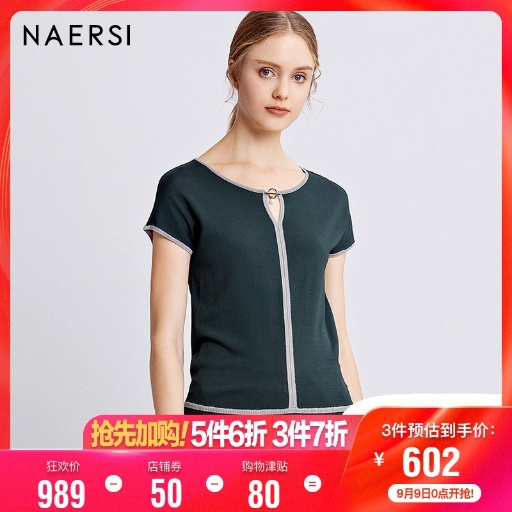 NAERSI
抢先加购! 5件6折 3件7折
3件预估到手价:
¥ 602
9月9日0点开抢!
狂欢价 店铺券 购物津贴
989 - 50 - 80 =